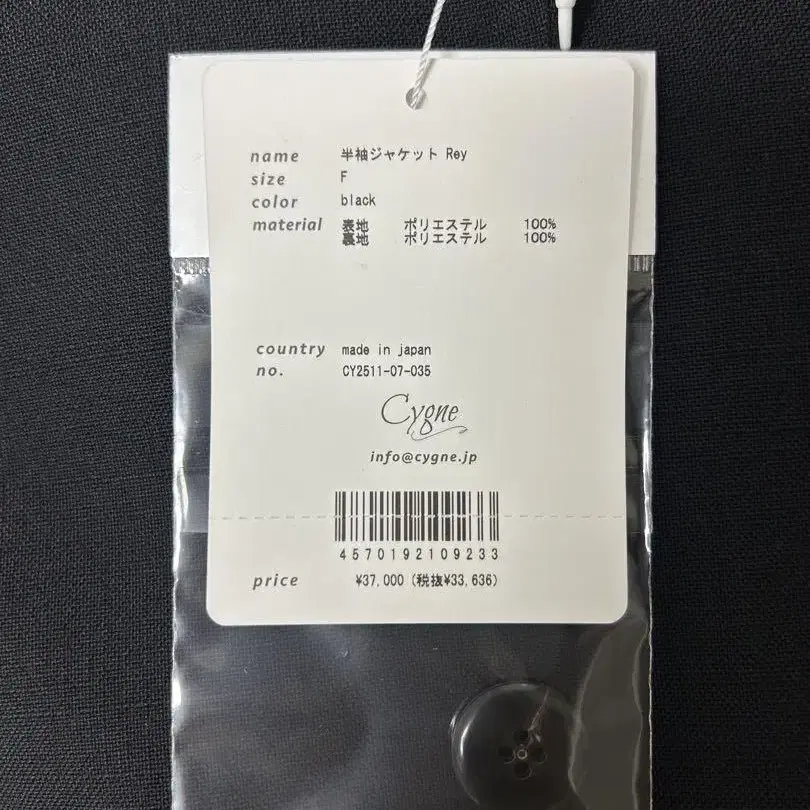 name 半袖ジャケット Rey
size F
color black
material 表地 ポリエステル 100%
裏地 ポリエステル 100%
country made in japan
no. CY2511-07-035
Cygne
info@cygne.jp
4570192109233
price ¥37,000 (税抜¥33,636)